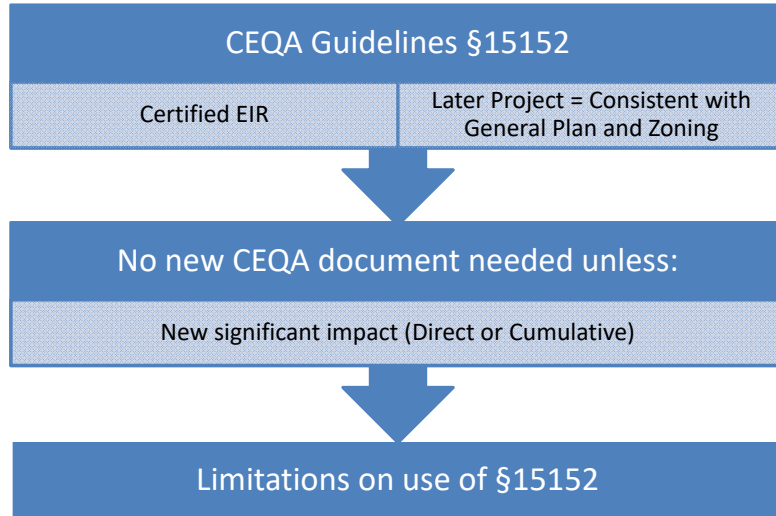 CEQA Guidelines §15152
Certified EIR
Later Project = Consistent with
General Plan and Zoning
No new CEQA document needed unless:
New significant impact (Direct or Cumulative)
Limitations on use of §15152